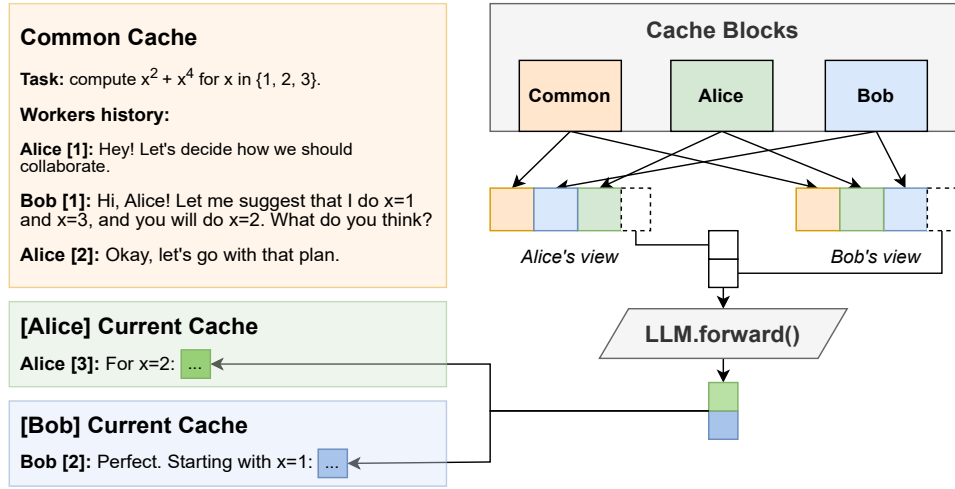 Common Cache
Task: compute x² + x⁴ for x in {1, 2, 3}.
Workers history:
Alice [1]: Hey! Let's decide how we should
collaborate.
Bob [1]: Hi, Alice! Let me suggest that I do x=1
and x=3, and you will do x=2. What do you think?
Alice [2]: Okay, let's go with that plan.
[Alice] Current Cache
Alice [3]: For x=2: ...
[Bob] Current Cache
Bob [2]: Perfect. Starting with x=1: ...
Cache Blocks
Common
Alice
Bob
Alice's view
Bob's view
LLM.forward()